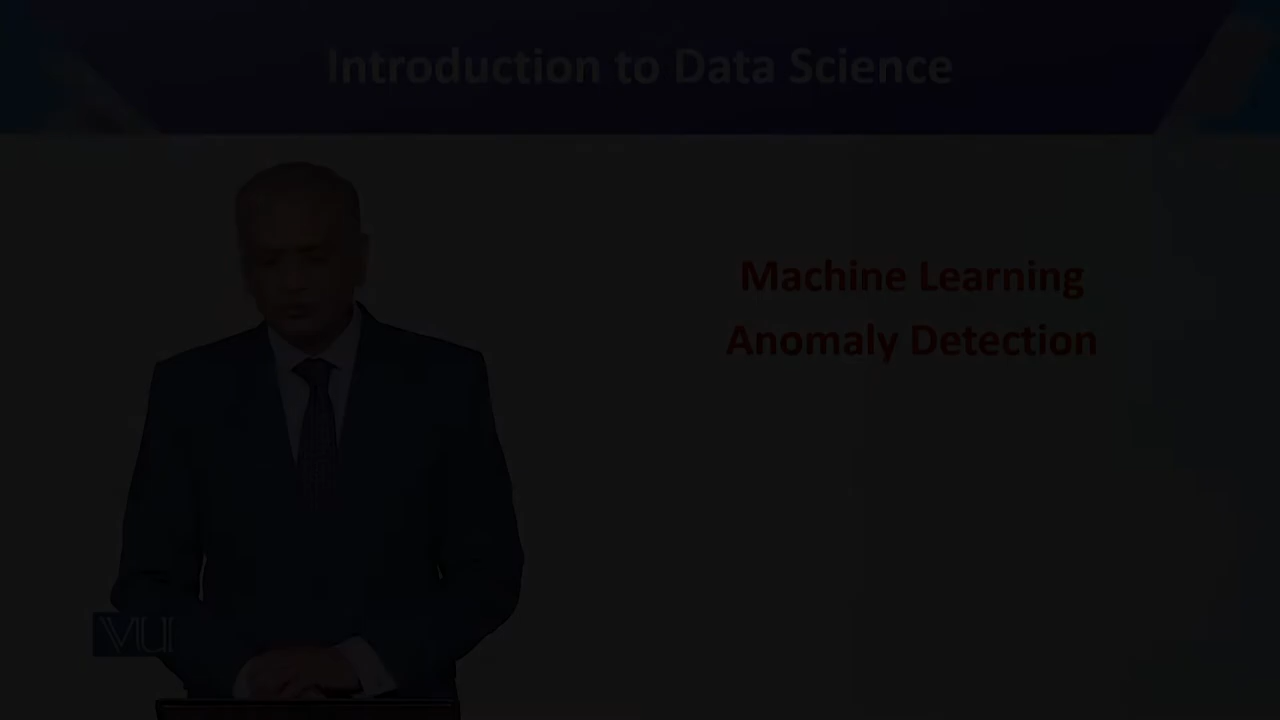 Introduction to Data Science
Machine Learning
Anomaly Detection
VU